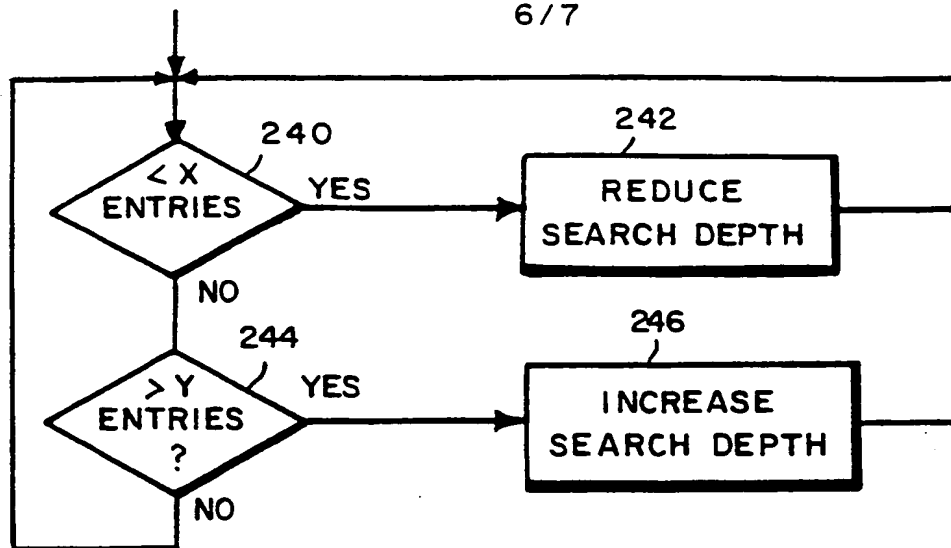 6/7
240
< X
ENTRIES
YES
NO
242
REDUCE
SEARCH DEPTH
244
> Y
ENTRIES
?
YES
NO
246
INCREASE
SEARCH DEPTH